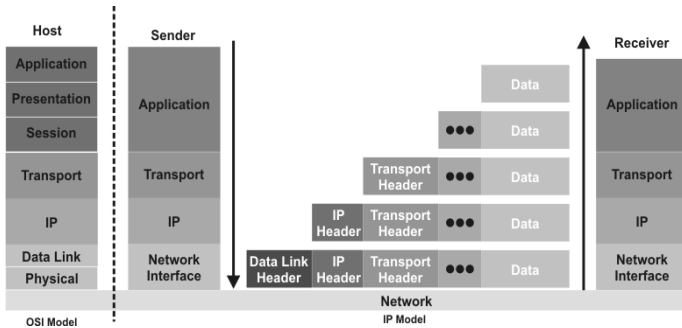 Host
Sender
Receiver
Application
Presentation
Session
Transport
IP
Data Link
Physical
Application
Transport
IP
Network
Interface
Data
●●● Data
Transport
Header ●●● Data
IP
Header Transport
Header ●●● Data
Data Link
Header IP
Header Transport
Header ●●● Data
Application
Transport
IP
Network
Interface
Network
OSI Model
IP Model